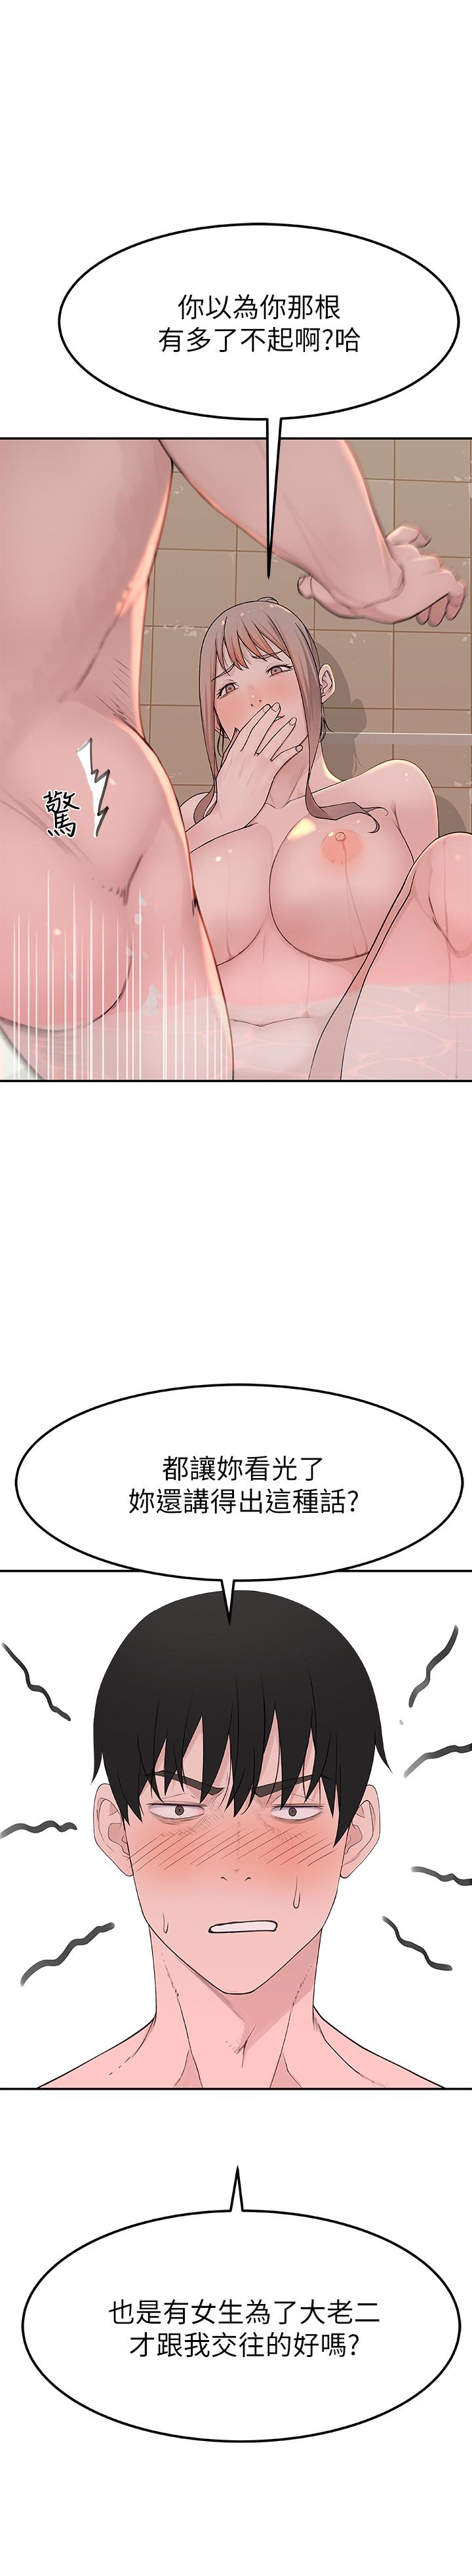 你以為你那根
有多了不起啊?哈
驚
都讓妳看光了
妳還講得出這種話?
也是有女生為了大老二
才跟我交往的好嗎?